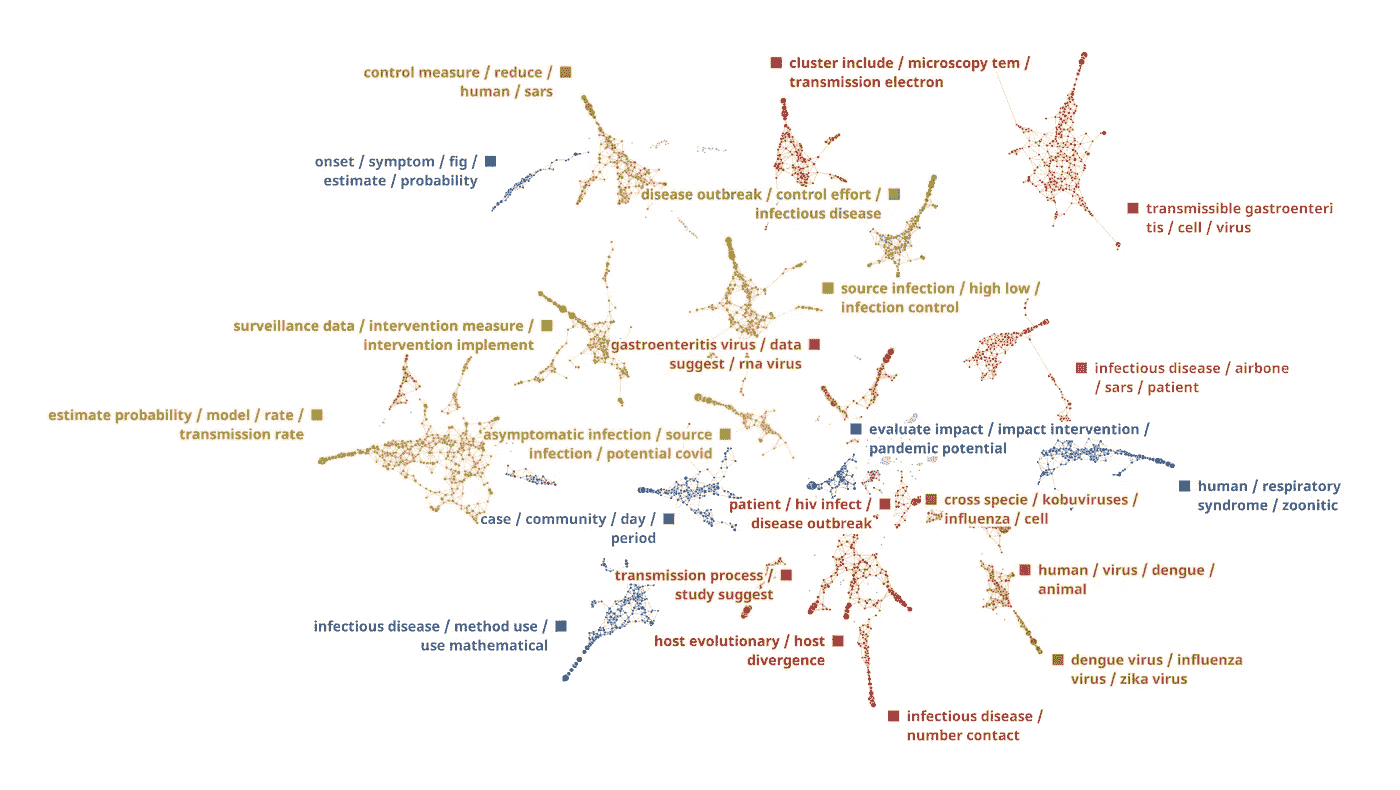 control measure / reduce /
human / sars
cluster include / microscopy tem /
transmission electron
onset / symptom / fig /
estimate / probability
disease outbreak / control effort /
infectious disease
transmissible gastroenteri
tis / cell / virus
source infection / high low /
infection control
surveillance data / intervention measure /
intervention implement
gastroenteritis virus / data
suggest / rna virus
infectious disease / airbone
/ sars / patient
estimate probability / model / rate /
transmission rate
asymptomatic infection / source
infection / potential covid
evaluate impact / impact intervention /
pandemic potential
human / respiratory
syndrome / zoonitic
patient / hiv infect /
disease outbreak
cross specie / kobuviruses /
influenza / cell
case / community / day /
period
transmission process /
study suggest
human / virus / dengue /
animal
infectious disease / method use /
use mathematical
host evolutionary / host
divergence
dengue virus / influenza
virus / zika virus
infectious disease /
number contact